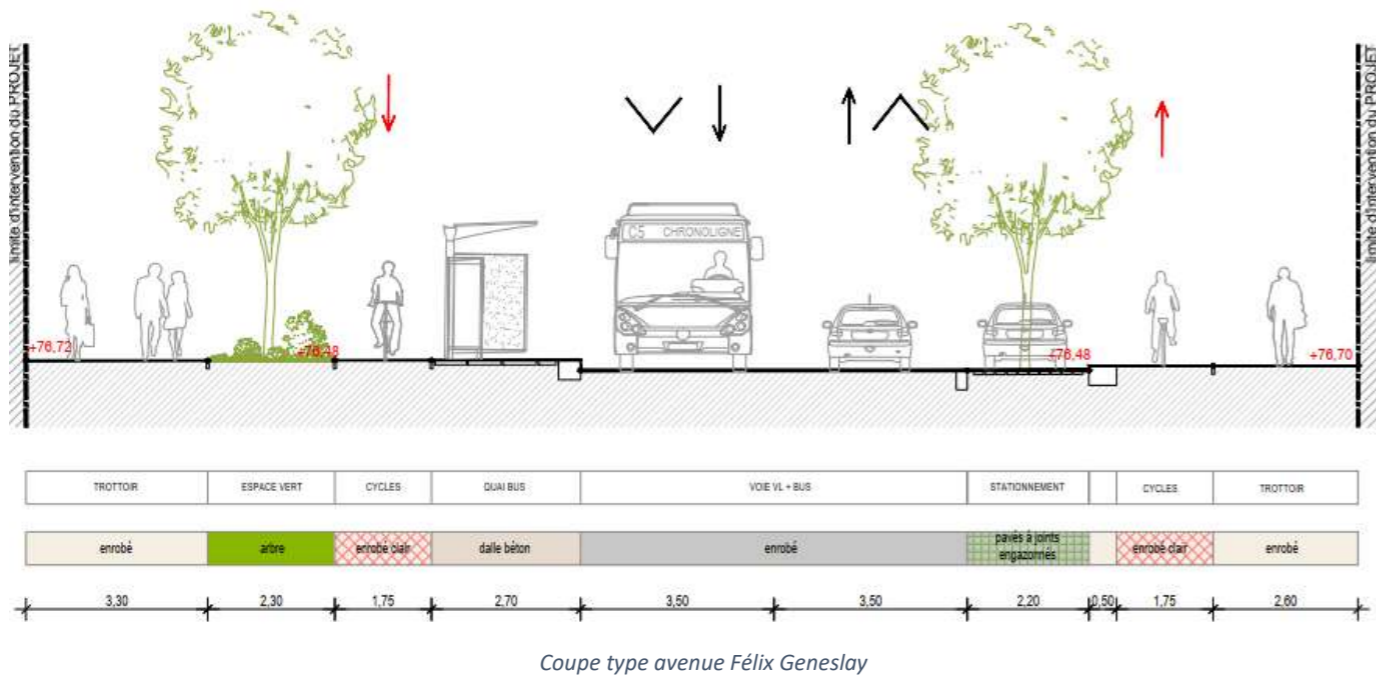 limite d'intervention du PROJET
limite d'intervention du PROJET
C5 CHRONOLIGNE
+76,72
+76,48
+76,48
+76,70
TROTTOIR ESPACE VERT CYCLES QUAI BUS VOIE VL + BUS STATIONNEMENT CYCLES TROTTOIR
enrobé arbre enrobé clair dalle béton enrobé pavés à joints engazonnés enrobé clair enrobé
3,30 2,30 1,75 2,70 3,50 3,50 2,20 0,50 1,75 2,60
Coupe type avenue Félix Geneslay